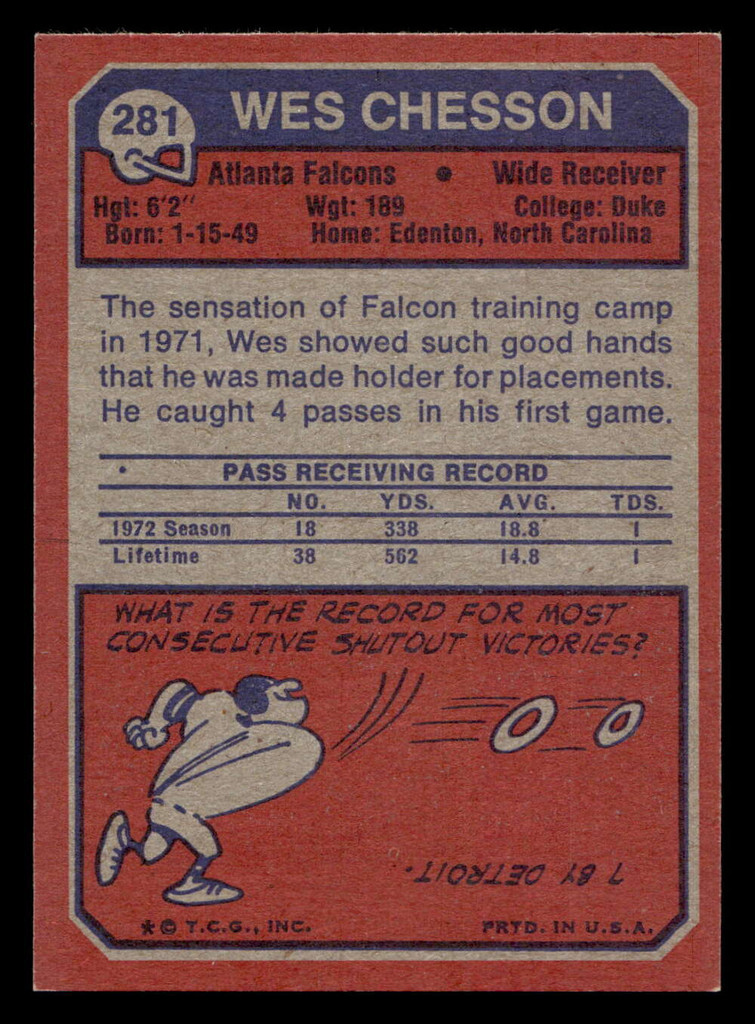 281
WES CHESSON
Atlanta Falcons • Wide Receiver
Hgt: 6'2" Wgt: 189 College: Duke
Born: 1-15-49 Home: Edenton, North Carolina
The sensation of Falcon training camp
in 1971, Wes showed such good hands
that he was made holder for placements.
He caught 4 passes in his first game.
PASS RECEIVING RECORD
NO. YDS. AVG. TDS.
1972 Season 18 338 18.8 1
Lifetime 38 562 14.8 1
WHAT IS THE RECORD FOR MOST
CONSECUTIVE SHUTOUT VICTORIES?
7 BY DETROIT.
* © T.C.G., INC. PRTD. IN U.S.A.